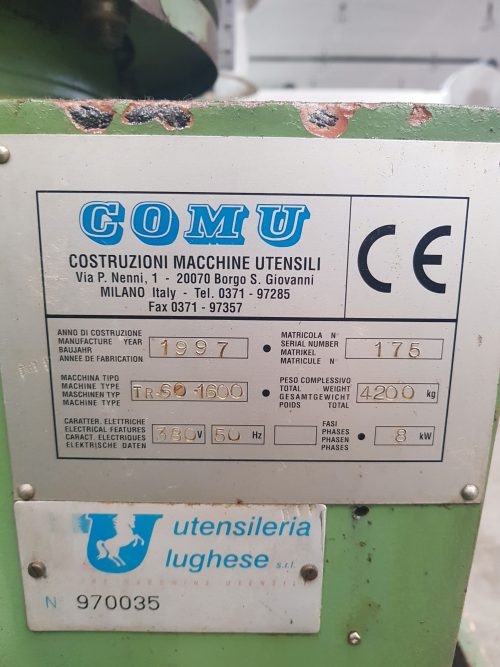 COMU
COSTRUZIONI MACCHINE UTENSILI
Via P. Nenni, 1 - 20070 Borgo S. Giovanni
MILANO Italy - Tel. 0371 - 97285
Fax 0371 - 97357
CE
ANNO DI COSTRUZIONE
MANUFACTURE YEAR
BAUJAHR
ANNEE DE FABRICATION
1997
MATRICOLA N°
SERIAL NUMBER
MATRIKEL
MATRICULE N°
175
MACCHINA TIPO
MACHINE TYPE
MASCHINEN TYP
MACHINE TYPE
TR-60-1600
PESO COMPLESSIVO
TOTAL WEIGHT
GESAMTGEWICHT
POIDS TOTAL
4200 kg
CARATTER. ELETTRICHE
ELECTRICAL FEATURES
CARACT. ELECTRIQUES
ELEKTRISCHE DATEN
380 V 50 Hz
FASI
PHASES
PHASEN
PHASES
8 kW
utensileria
lughese s.r.l.
N 970035